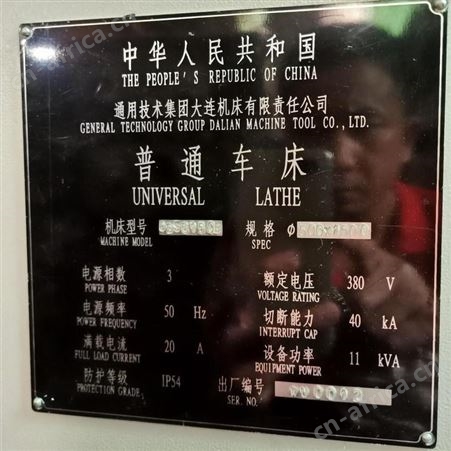 中华人民共和国
THE PEOPLE'S REPUBLIC OF CHINA
通用技术集团大连机床有限责任公司
GENERAL TECHNOLOGY GROUP DALIAN MACHINE TOOL CO., LTD.
普通车床
UNIVERSAL LATHE
机床型号 规格 Φ
MACHINE MODEL SPEC
电源相数 3 额定电压 380 V
POWER PHASE VOLTAGE RATING
电源频率 50 Hz 切断能力 40 kA
POWER FREQUENCY INTERRUPT CAP
满载电流 20 A 设备功率 11 kVA
FULL LOAD CURRENT EQUIPMENT POWER
防护等级 IP54 出厂编号
PROTECTION GRADE SER. NO.
cn-africa.com